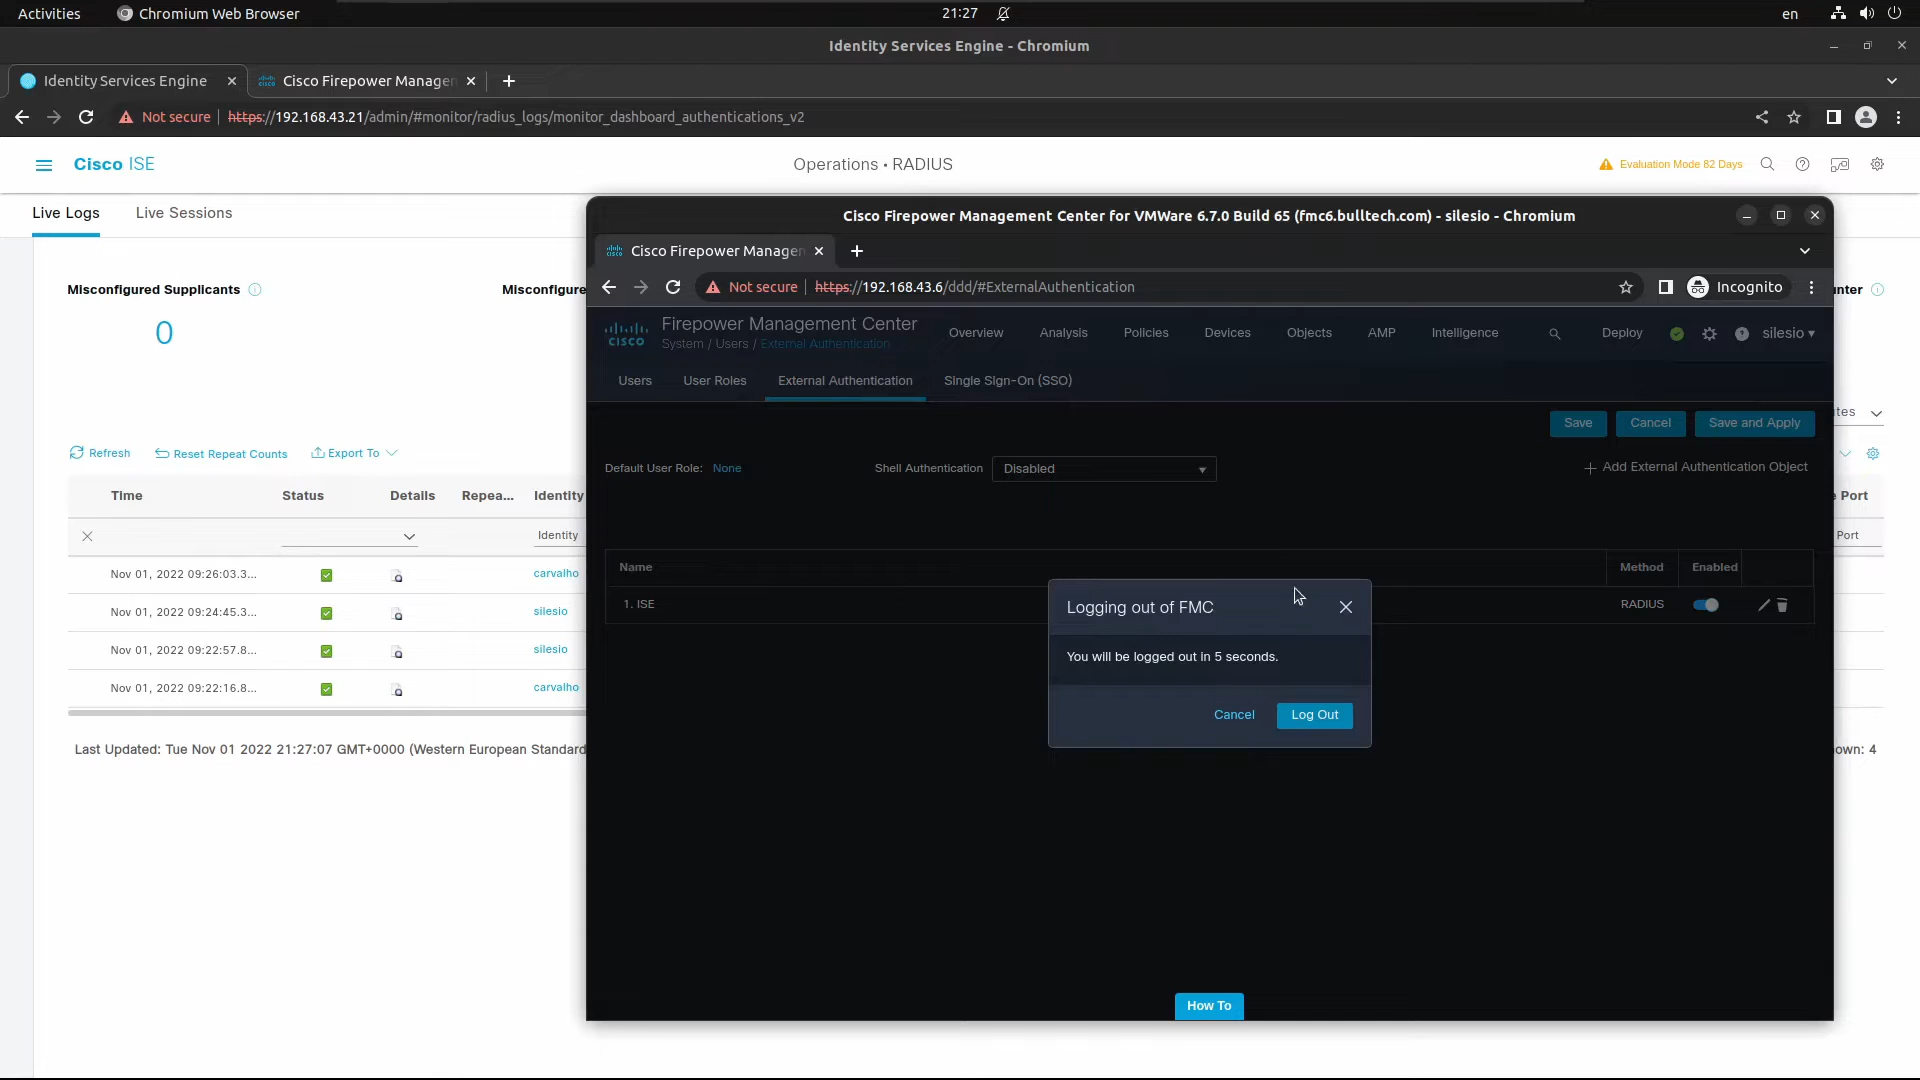 Activities Chromium Web Browser 21:27 en
Identity Services Engine - Chromium
Identity Services Engine Cisco Firepower Manager
Not secure https://192.168.43.21/admin/#monitor/radius_logs/monitor_dashboard_authentications_v2
Cisco ISE Operations • RADIUS Evaluation Mode 82 Days
Live Logs Live Sessions
Misconfigured Supplicants Misconfigure
0
Refresh Reset Repeat Counts Export To
Time Status Details Repea... Identity
Identity
Nov 01, 2022 09:26:03.3... carvalho
Nov 01, 2022 09:24:45.3... silesio
Nov 01, 2022 09:22:57.8... silesio
Nov 01, 2022 09:22:16.8... carvalho
Last Updated: Tue Nov 01 2022 21:27:07 GMT+0000 (Western European Standard
Cisco Firepower Management Center for VMWare 6.7.0 Build 65 (fmc6.bulltech.com) - silesio - Chromium
Cisco Firepower Manager
Not secure https://192.168.43.6/ddd/#ExternalAuthentication Incognito
CISCO
Firepower Management Center
System / Users / External Authentication
Overview Analysis Policies Devices Objects AMP Intelligence Deploy silesio
Users User Roles External Authentication Single Sign-On (SSO)
Save Cancel Save and Apply
Default User Role: None Shell Authentication Disabled Add External Authentication Object
Name Method Enabled
1. ISE RADIUS
Logging out of FMC
You will be logged out in 5 seconds.
Cancel Log Out
How To
nter
tes
Port
Port
own: 4